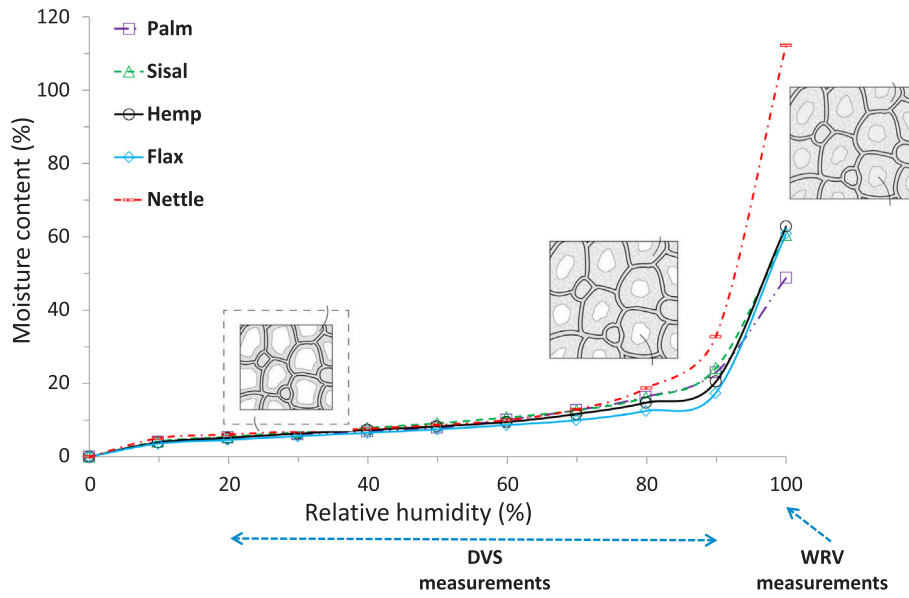 120
100
80
60
40
20
0
Moisture content (%)
Palm
Sisal
Hemp
Flax
Nettle
0 20 40 60 80 100
Relative humidity (%)
DVS
measurements
WRV
measurements